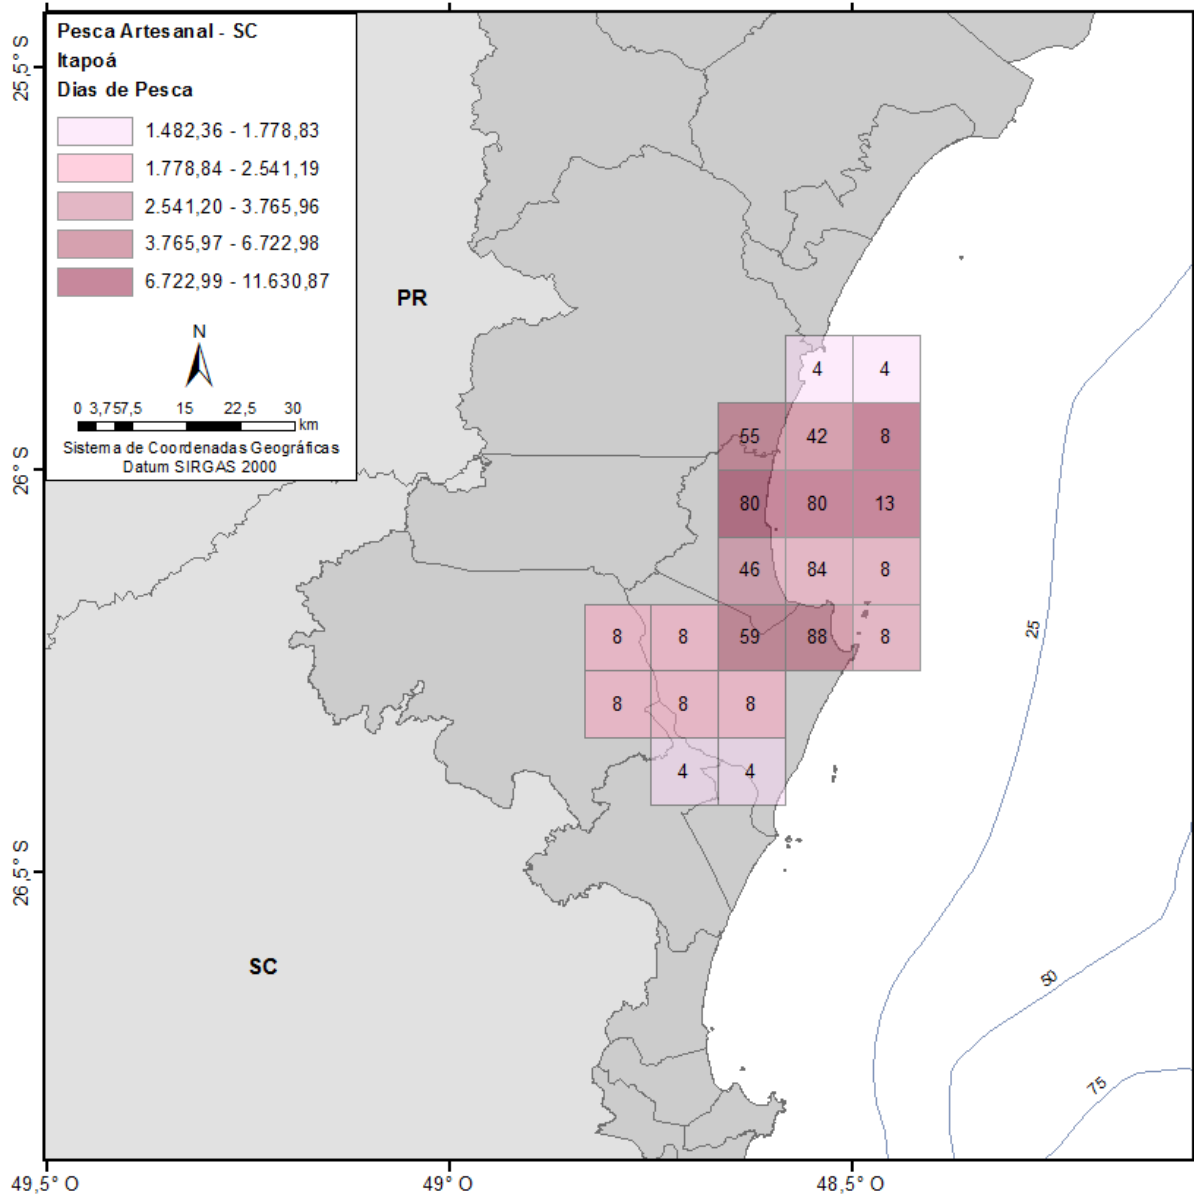 Pesca Artesanal - SC
Itapoá
Dias de Pesca
1.482,36 - 1.778,83
1.778,84 - 2.541,19
2.541,20 - 3.765,96
3.765,97 - 6.722,98
6.722,99 - 11.630,87
N
0 3,757,5 15 22,5 30
km
Sistema de Coordenadas Geográficas
Datum SIRGAS 2000
25,5° S
26° S
26,5° S
PR
SC
4 4
55 42 8
80 80 13
46 84 8
8 8 59 88 8
8 8 8
4 4
25
50
75
49,5° O 49° O 48,5° O